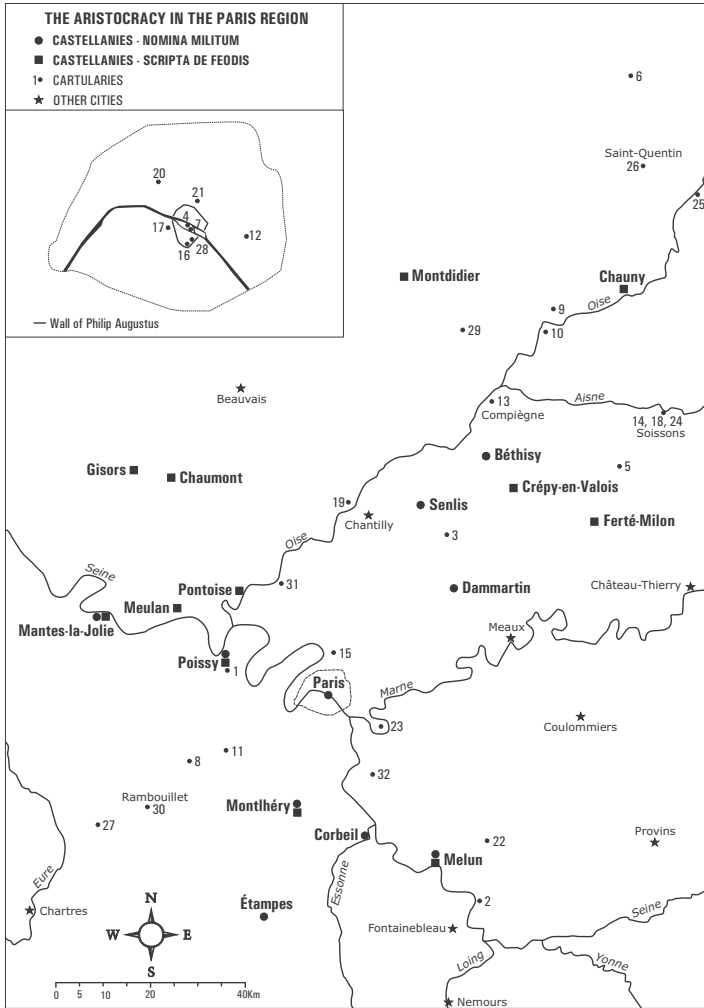 THE ARISTOCRACY IN THE PARIS REGION
CASTELLANIES - NOMINA MILITUM
CASTELLANIES - SCRIPTA DE FEODIS
1 CARTULARIES
OTHER CITIES
20
21
4
7
17
12
16
28
Wall of Philip Augustus
6
Saint-Quentin
26
25
Montdidier
Chauny
Oise
9
10
29
Beauvais
13
Compiègne
Aisne
14, 18, 24
Soissons
Béthisy
5
Gisors
Chaumont
Crépy-en-Valois
19
Senlis
Chantilly
Ferté-Milon
3
Oise
Seine
Pontoise
31
Dammartin
Château-Thierry
Meulan
Mantes-la-Jolie
Meaux
Poissy
1
15
Paris
Marne
23
Coulommiers
11
8
32
Rambouillet
30
27
Montlhéry
Corbeil
22
Provins
Melun
Eure
Essonne
Chartres
Étampes
2
Seine
Fontainebleau
N
W E
S
Loing
Yonne
0 5 10 20 40Km
Nemours